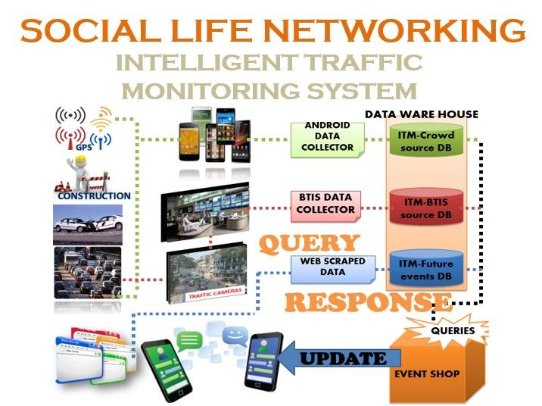 SOCIAL LIFE NETWORKING
INTELLIGENT TRAFFIC
MONITORING SYSTEM
DATA WARE HOUSE
GPS
ANDROID
DATA
COLLECTOR
ITM-Crowd
source DB
CONSTRUCTION
BTIS DATA
COLLECTOR
ITM-BTIS
source DB
QUERY
WEB SCRAPED
DATA
ITM-Future
events DB
TRAFFIC CAMERAS
RESPONSE
QUERIES
UPDATE
EVENT SHOP